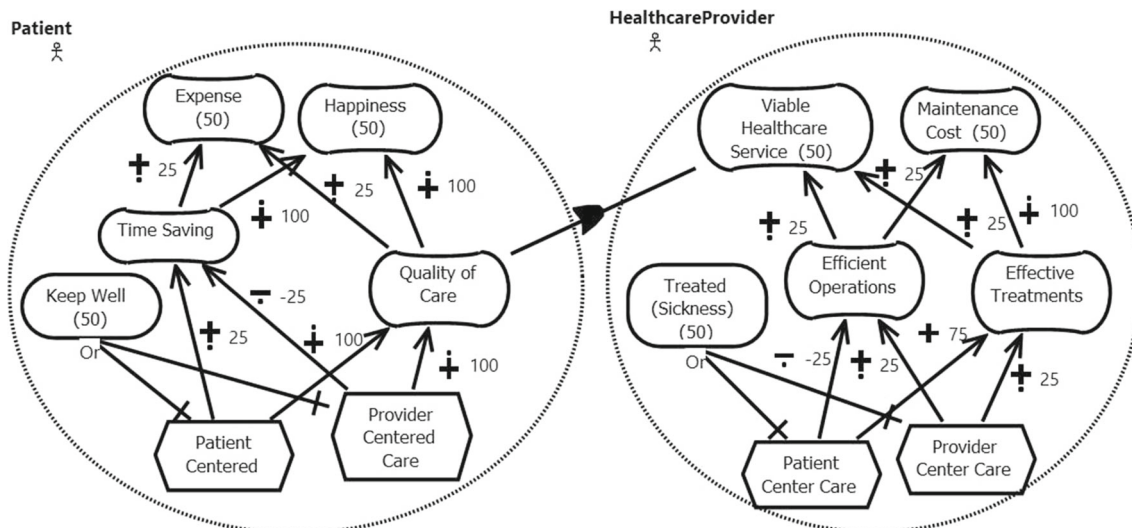 Patient
HealthcareProvider
Expense
(50)
Happiness
(50)
Viable
Healthcare
Service (50)
Maintenance
Cost (50)
25
25
100
25
100
Time Saving
25
25
100
Keep Well
(50)
Quality of
Care
Treated
(Sickness)
(50)
Efficient
Operations
Effective
Treatments
-25
Or
25
100
100
Or
-25
25
75
25
Patient
Centered
Provider
Centered
Care
Patient
Center Care
Provider
Center Care